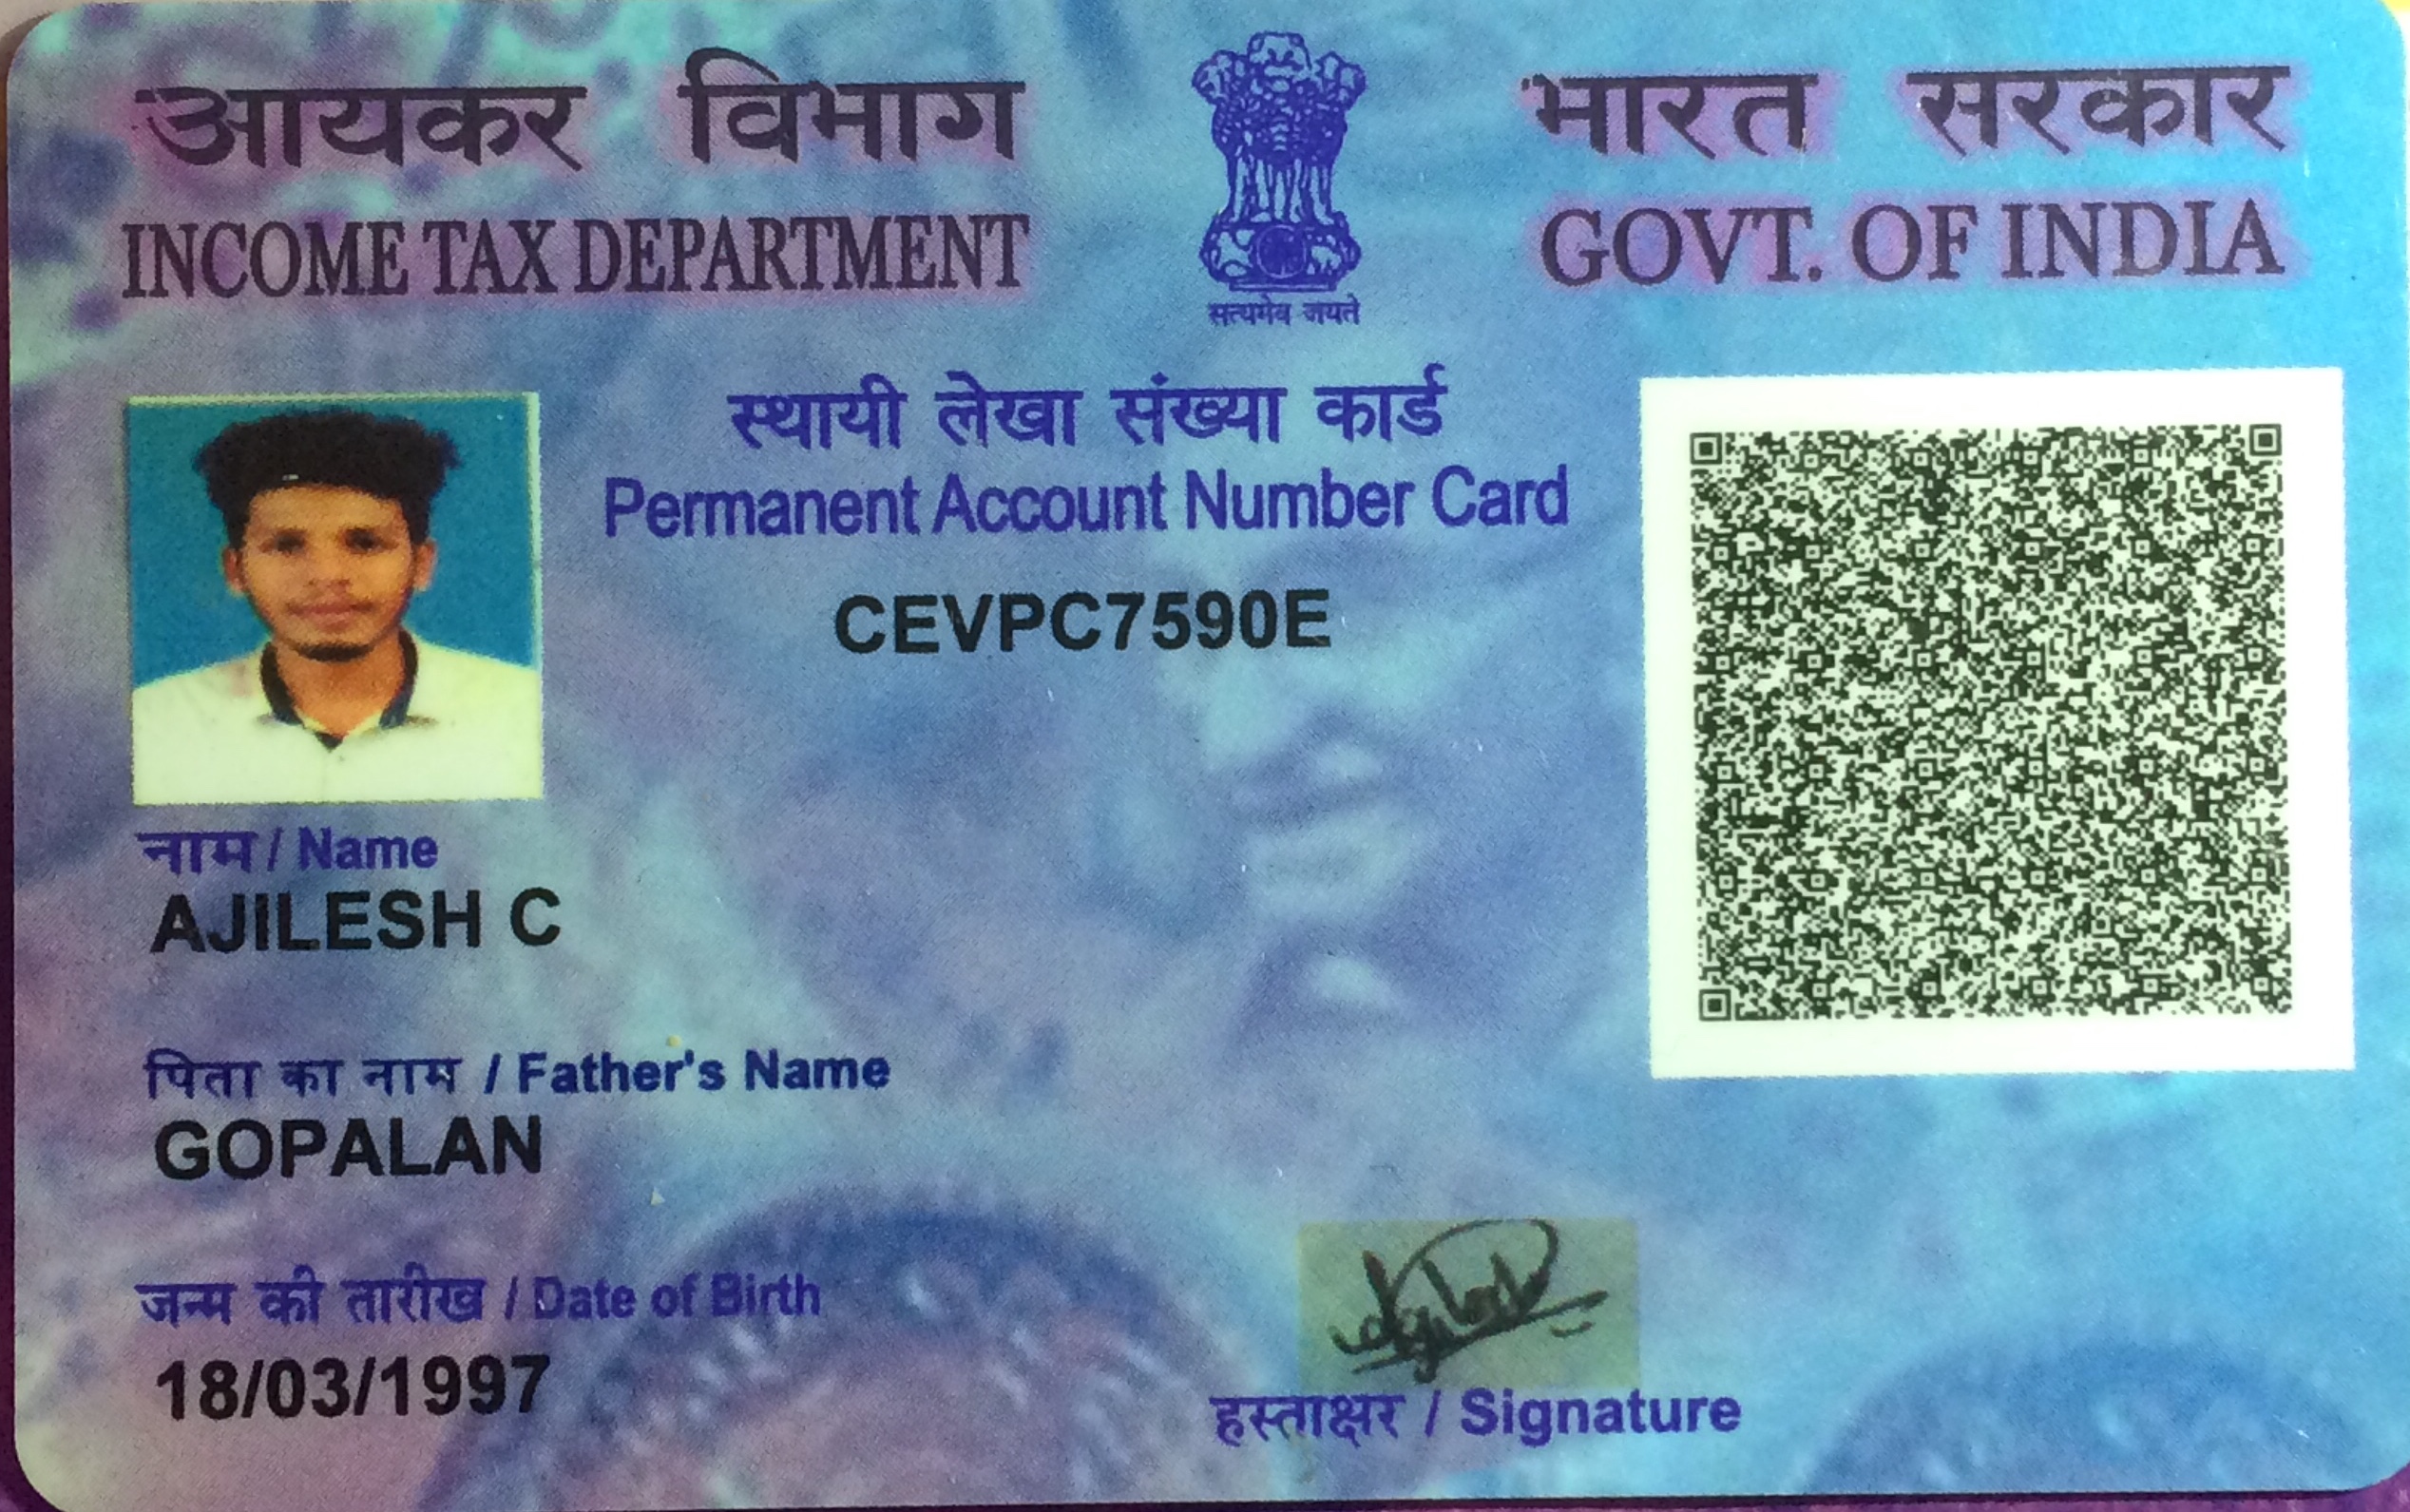 आयकर विभाग
INCOME TAX DEPARTMENT
सत्यमेव जयते
भारत सरकार
GOVT. OF INDIA
स्थायी लेखा संख्या कार्ड
Permanent Account Number Card
CEVPC7590E
नाम / Name
AJILESH C
पिता का नाम / Father's Name
GOPALAN
जन्म की तारीख / Date of Birth
18/03/1997
हस्ताक्षर / Signature